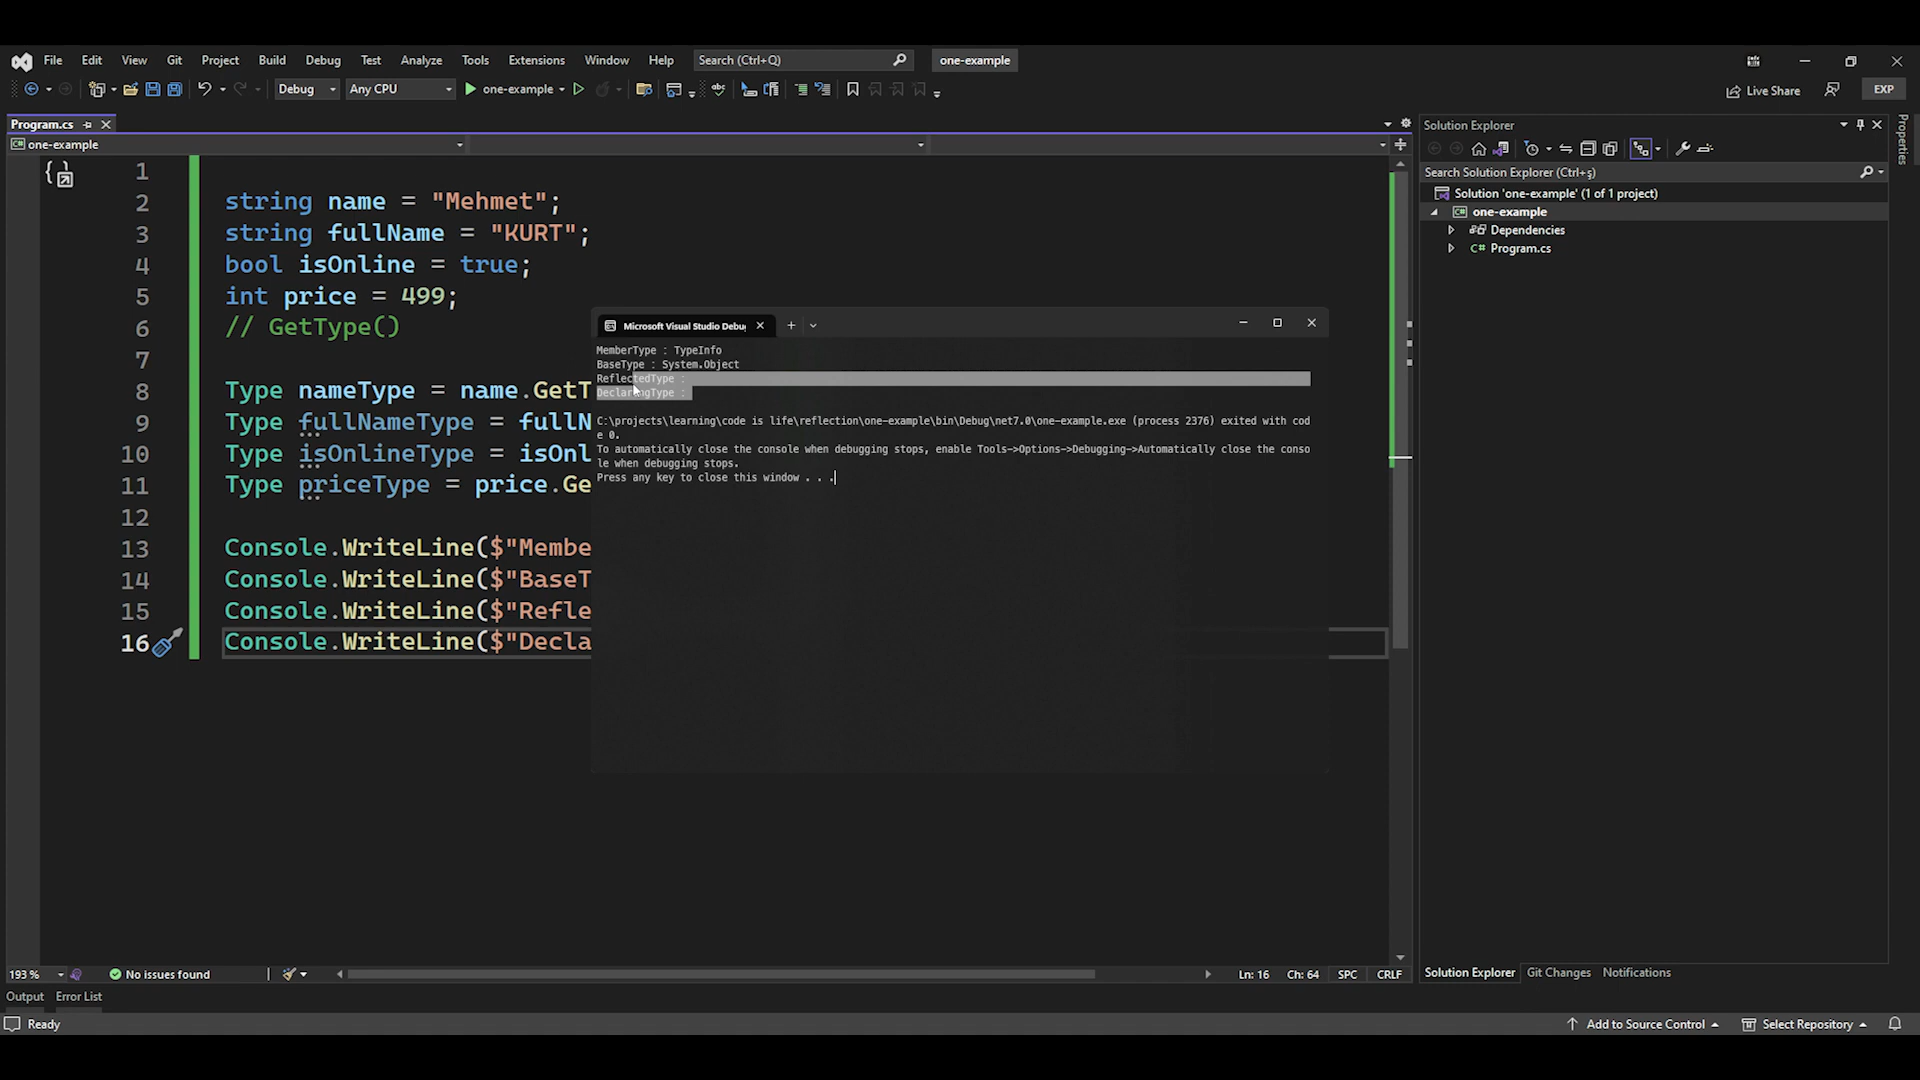 File Edit View Git Project Build Debug Test Analyze Tools Extensions Window Help Search (Ctrl+Q) one-example
Debug Any CPU one-example Live Share EXP
Program.cs
one-example
1
2 string name = "Mehmet";
3 string fullName = "KURT";
4 bool isOnline = true;
5 int price = 499;
6 // GetType()
7
8 Type nameType = name.GetT
9 Type fullNameType = fullN
10 Type isOnlineType = isOnl
11 Type priceType = price.Ge
12
13 Console.WriteLine($"Membe
14 Console.WriteLine($"BaseT
15 Console.WriteLine($"Refle
16 Console.WriteLine($"Decla
Microsoft Visual Studio Debug
MemberType : TypeInfo
BaseType : System.Object
ReflectedType :
DeclaringType :
C:\projects\learning\code is life\reflection\one-example\bin\Debug\net7.0\one-example.exe (process 2376) exited with cod
e 0.
To automatically close the console when debugging stops, enable Tools->Options->Debugging->Automatically close the conso
le when debugging stops.
Press any key to close this window . . .
Solution Explorer
Search Solution Explorer (Ctrl+ş)
Solution 'one-example' (1 of 1 project)
one-example
Dependencies
C# Program.cs
Properties
193 % No issues found Ln: 16 Ch: 64 SPC CRLF
Solution Explorer Git Changes Notifications
Output Error List
Ready Add to Source Control Select Repository